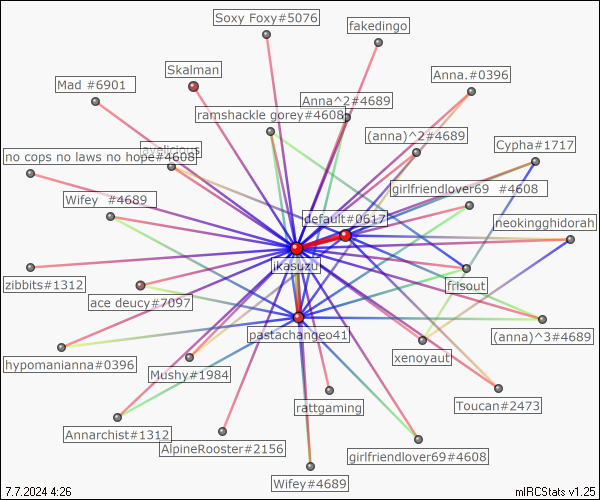 Soxy Foxy#5076
fakedingo
Skalman
Anna.#0396
Mad #6901
Anna^2#4689
ramshackle gorey#4608
(anna)^2#4689
Cypha#1717
no cops no laws no hope#4608
girlfriendlover69 #4608
Wifey #4689
default#0617
neokingghidorah
ikasuzu
zibbits#1312
frisout
ace deucy#7097
pastachangeo41
(anna)^3#4689
xenoyaut
hypomanianna#0396
Mushy#1984
rattgaming
Toucan#2473
Annarchist#1312
AlpineRooster#2156
girlfriendlover69#4608
Wifey#4689
7.7.2024 4:26
mIRCStats v1.25